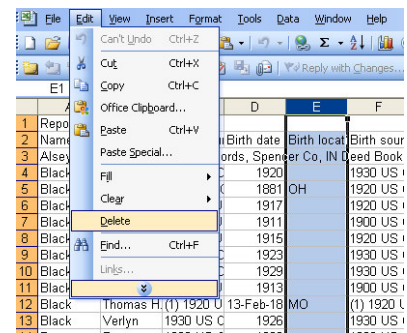 File Edit View Insert Format Tools Data Window Help
Can't Undo Ctrl+Z
Cut Ctrl+X
Reply with Changes...
Copy Ctrl+C
E1
Office Clipboard...
D E F
1 Repo
Paste Ctrl+V
2 Name Birth date Birth locat Birth sour
Paste Special...
3 Alsey ords, Spencer Co, IN Deed Book
4 Black 1920 1930 US C
Fill
5 Black 1881 OH 1920 US C
Clear
6 Black 1917 1920 U
7 Black 1911 1920 US C
Delete
8 Black 1915 1920 US C
Find... Ctrl+F
9 Black 1923 1930 US C
Links...
10 Black 1929 1930 US C
11 Black 1913 1900 US C
12 Black Thomas H. (1) 1920 U 13-Feb-18 MO (1) 1920 U
13 Black Verlyn 1930 US C 1926 1930 US C